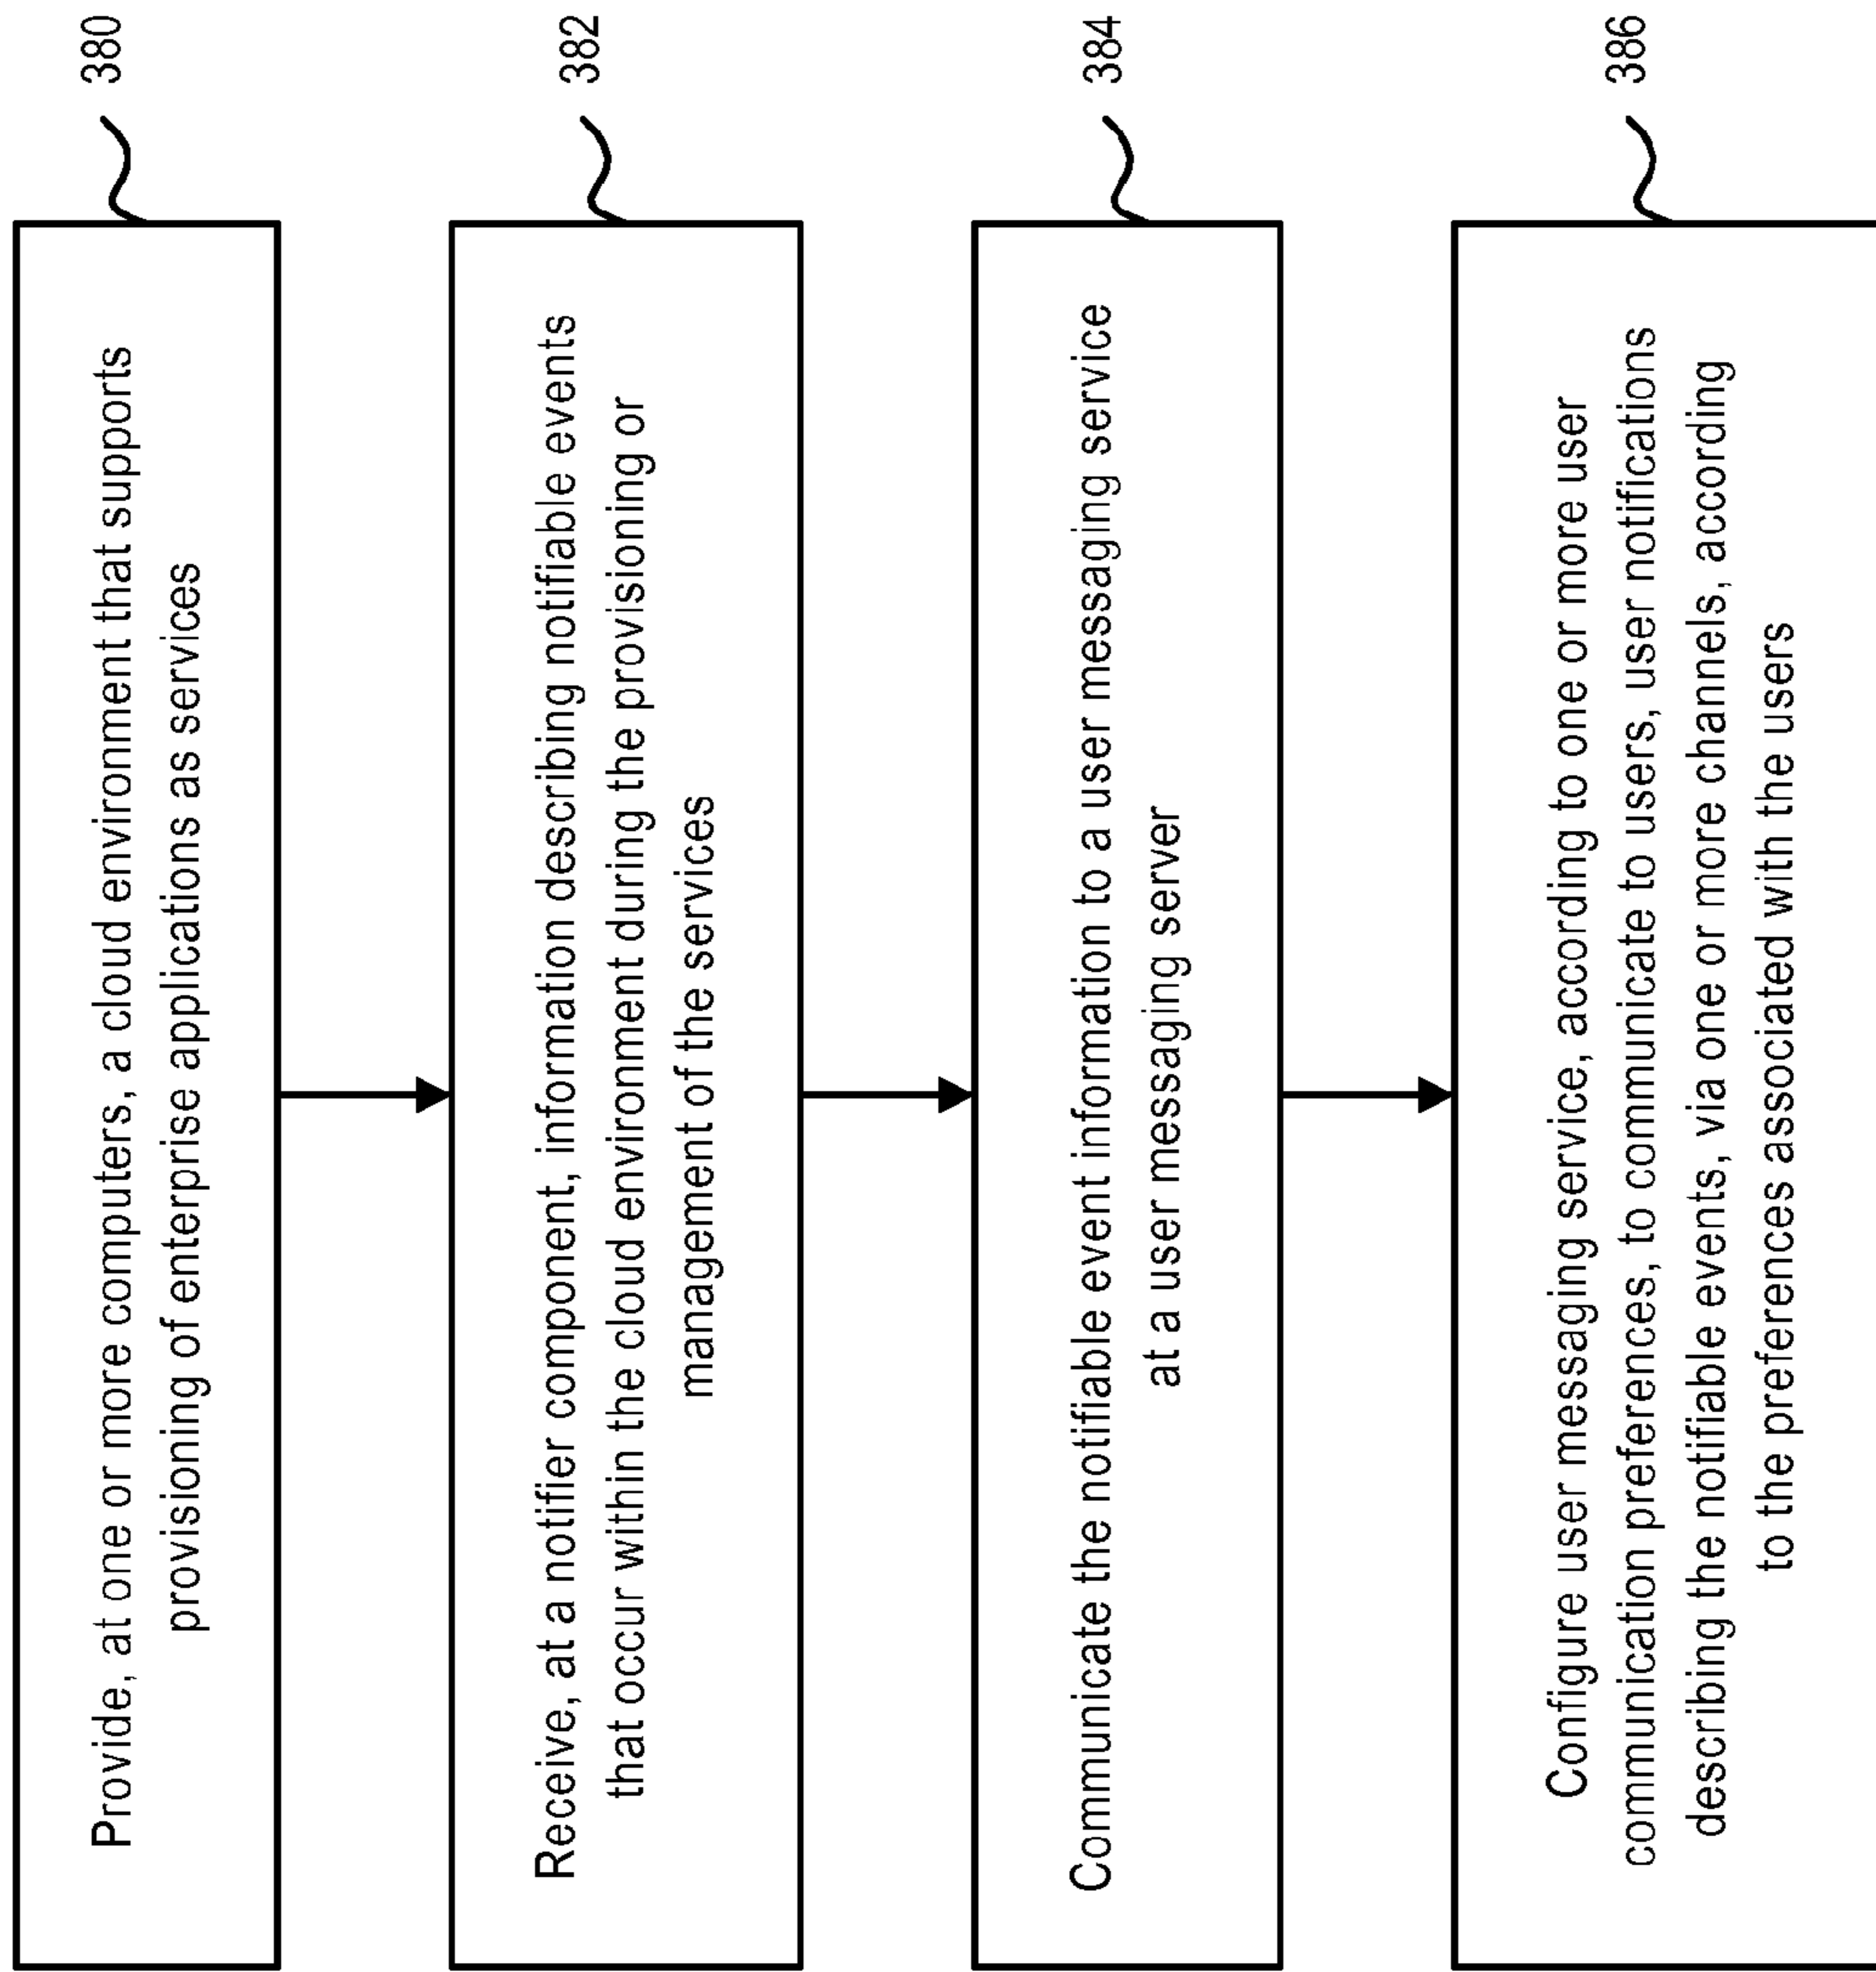 Provide, at one or more computers, a cloud environment that supports
provisioning of enterprise applications as services
380
Receive, at a notifier component, information describing notifiable events
that occur within the cloud environment during the provisioning or
management of the services
382
Communicate the notifiable event information to a user messaging service
at a user messaging server
384
Configure user messaging service, according to one or more user
communication preferences, to communicate to users, user notifications
describing the notifiable events, via one or more channels, according
to the preferences associated with the users
386